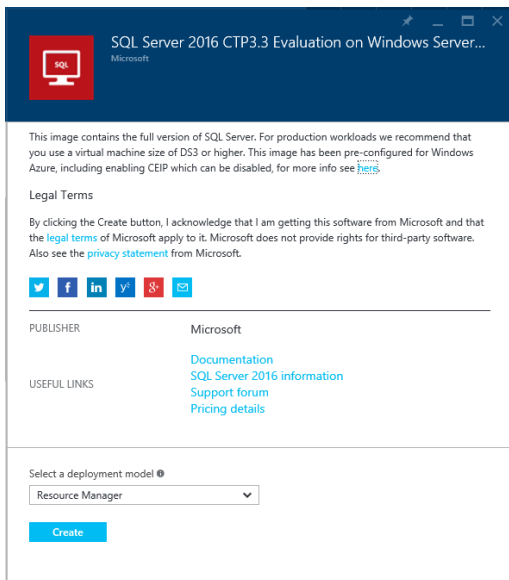 SQL
SQL Server 2016 CTP3.3 Evaluation on Windows Server...
Microsoft
This image contains the full version of SQL Server. For production workloads we recommend that
you use a virtual machine size of DS3 or higher. This image has been pre-configured for Windows
Azure, including enabling CEIP which can be disabled, for more info see here.
Legal Terms
By clicking the Create button, I acknowledge that I am getting this software from Microsoft and that
the legal terms of Microsoft apply to it. Microsoft does not provide rights for third-party software.
Also see the privacy statement from Microsoft.
f in y 8+
PUBLISHER Microsoft
Documentation
SQL Server 2016 information
USEFUL LINKS
Support forum
Pricing details
Select a deployment model
Resource Manager
Create